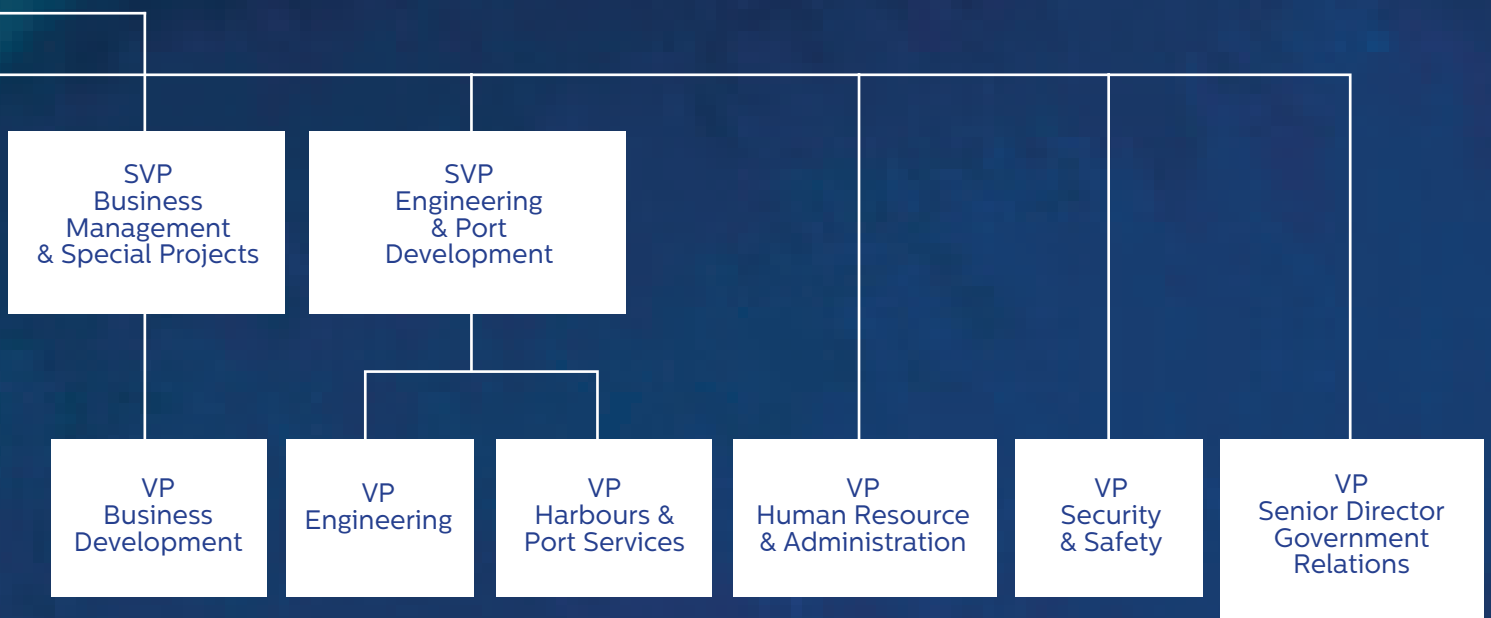 SVP
Business
Management
& Special Projects
SVP
Engineering
& Port
Development
VP
Business
Development
VP
Engineering
VP
Harbours &
Port Services
VP
Human Resource
& Administration
VP
Security
& Safety
VP
Senior Director
Government
Relations